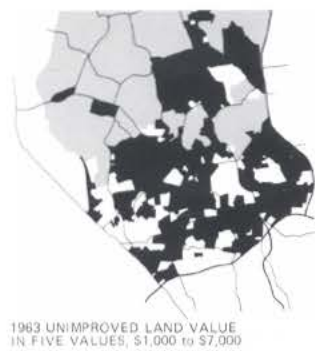 1963 UNIMPROVED LAND VALUE
IN FIVE VALUES, $1,000 to $7,000